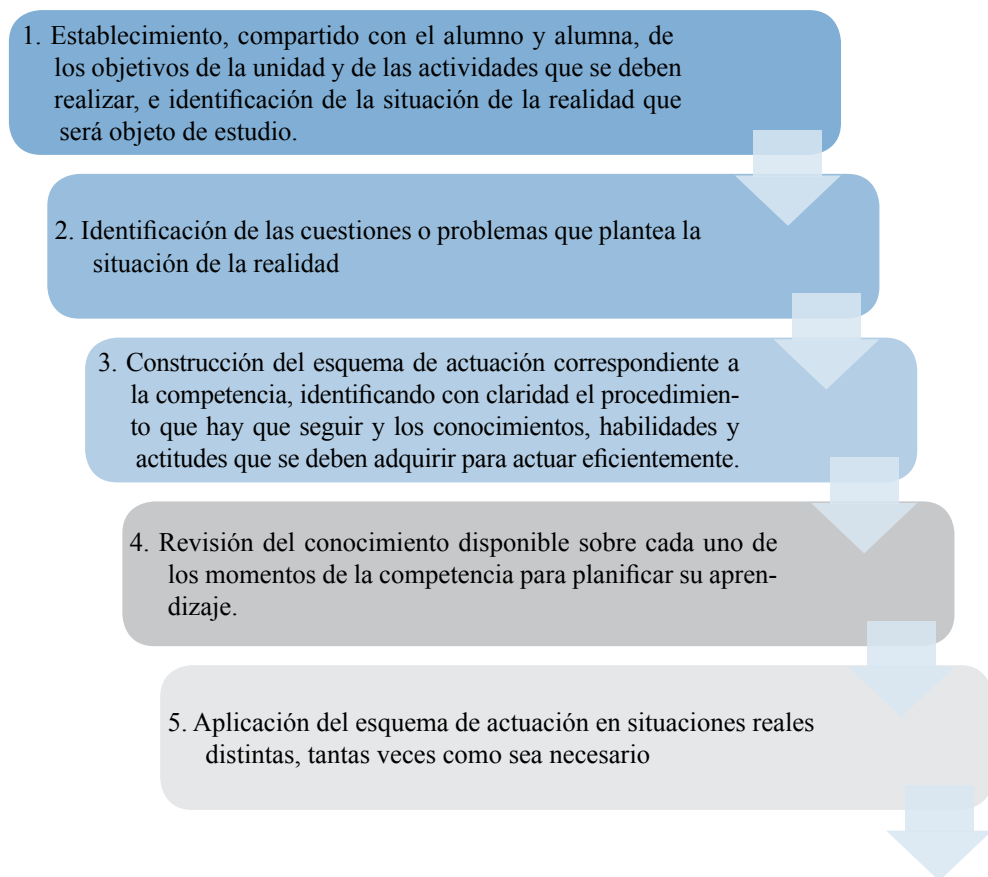 1. Establecimiento, compartido con el alumno y alumna, de
los objetivos de la unidad y de las actividades que se deben
realizar, e identificación de la situación de la realidad que
será objeto de estudio.
2. Identificación de las cuestiones o problemas que plantea la
situación de la realidad
3. Construcción del esquema de actuación correspondiente a
la competencia, identificando con claridad el procedimien-
to que hay que seguir y los conocimientos, habilidades y
actitudes que se deben adquirir para actuar eficientemente.
4. Revisión del conocimiento disponible sobre cada uno de
los momentos de la competencia para planificar su apren-
dizaje.
5. Aplicación del esquema de actuación en situaciones reales
distintas, tantas veces como sea necesario